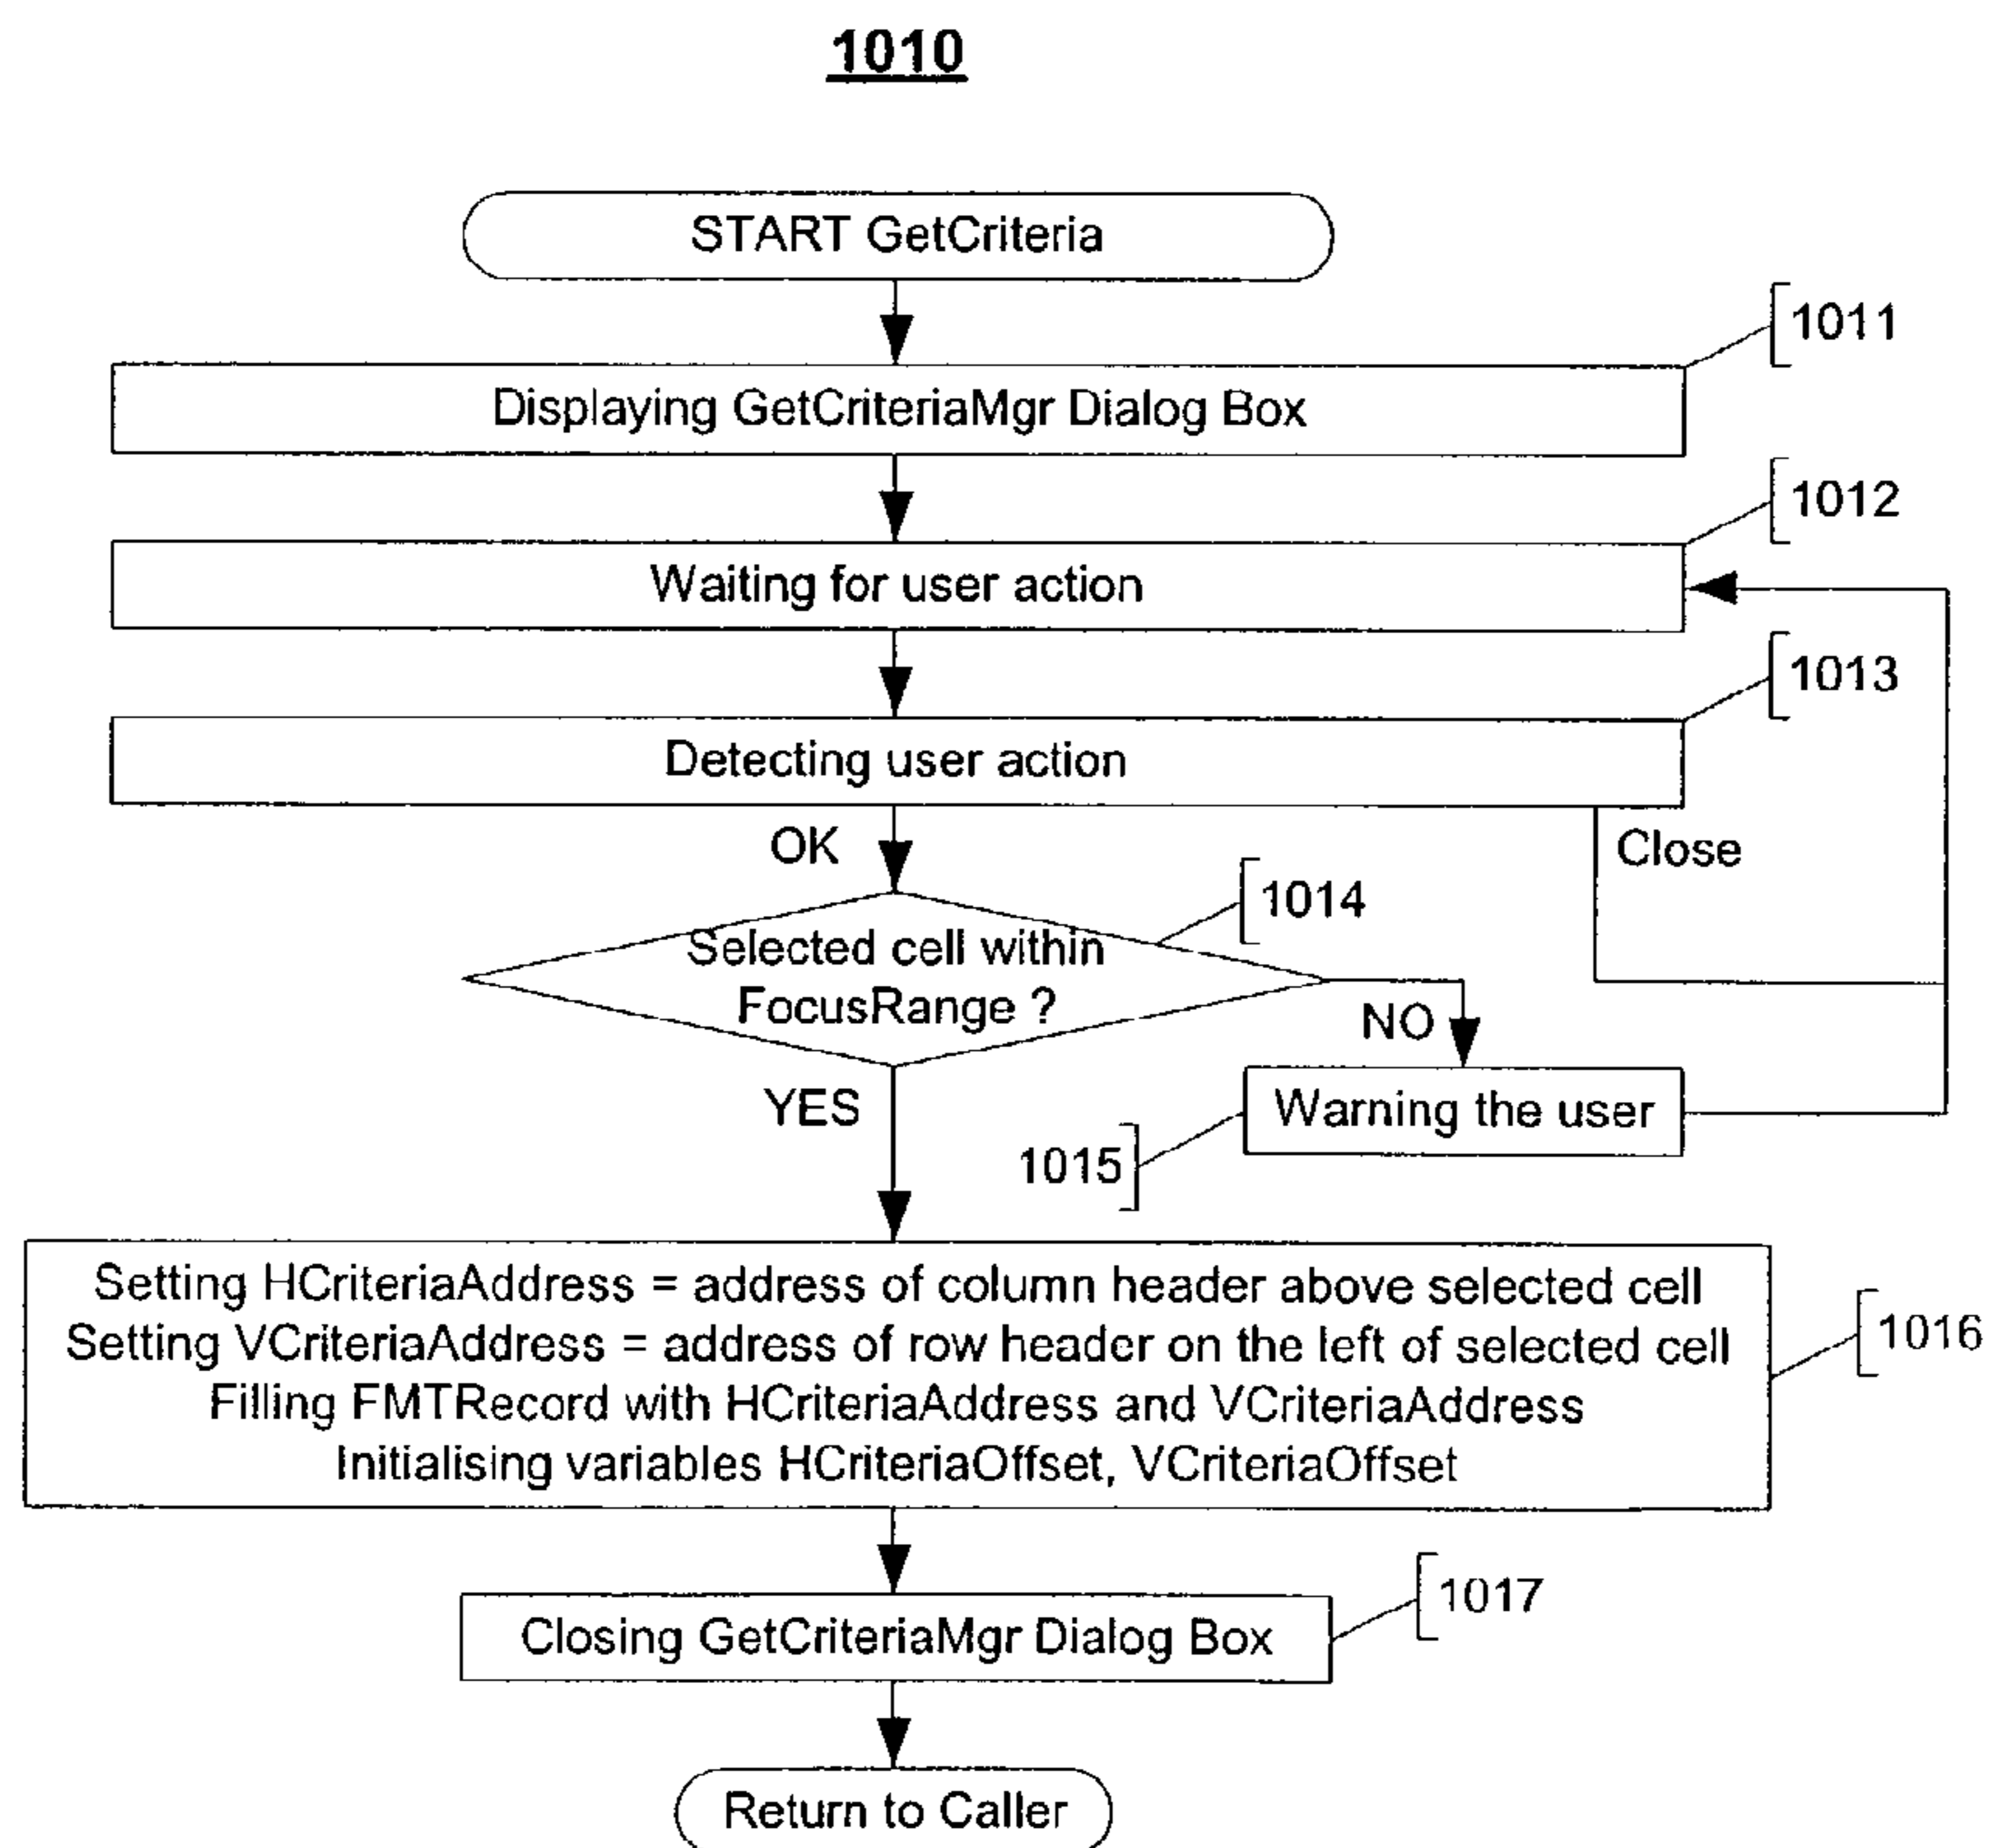 1010
START GetCriteria
1011
Displaying GetCriteriaMgr Dialog Box
1012
Waiting for user action
1013
Detecting user action
OK
Close
1014
Selected cell within
FocusRange ?
NO
YES
Warning the user
1015
Setting HCriteriaAddress = address of column header above selected cell
Setting VCriteriaAddress = address of row header on the left of selected cell
Filling FMTRecord with HCriteriaAddress and VCriteriaAddress
Initialising variables HCriteriaOffset, VCriteriaOffset
1016
Closing GetCriteriaMgr Dialog Box
1017
Return to Caller